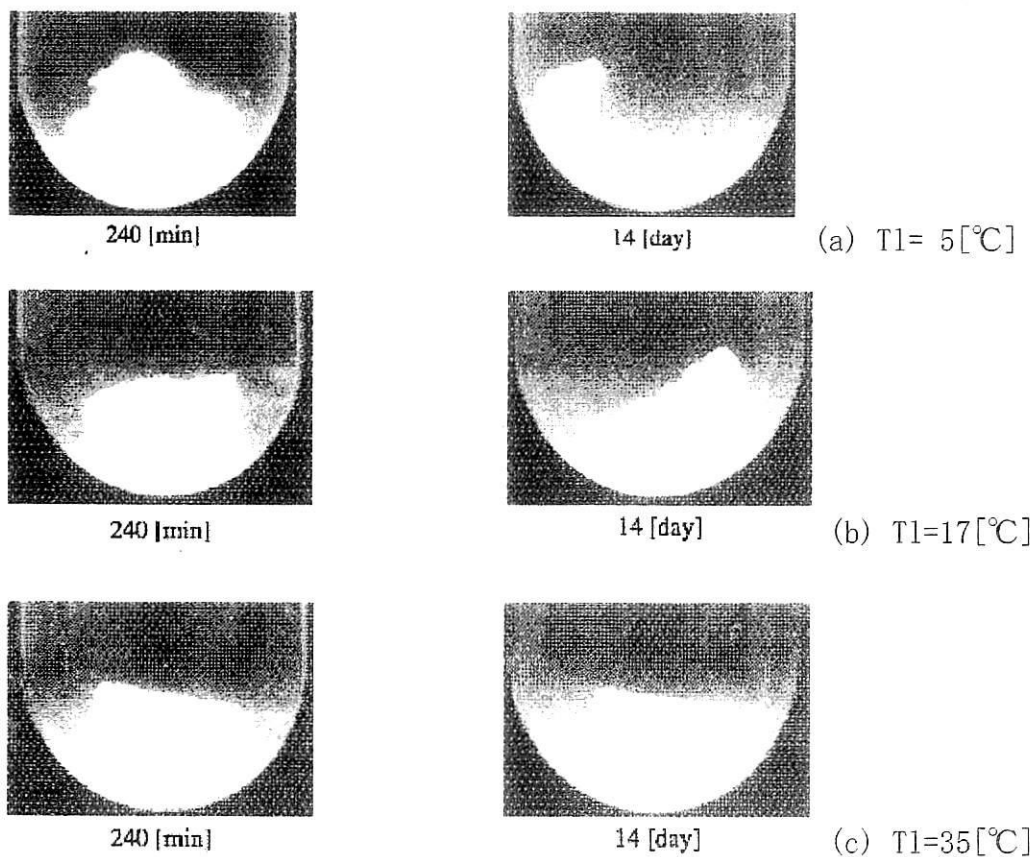 240 [min]
14 [day]
(a) T1= 5[℃]
240 [min]
14 [day]
(b) T1=17[℃]
240 [min]
14 [day]
(c) T1=35[℃]